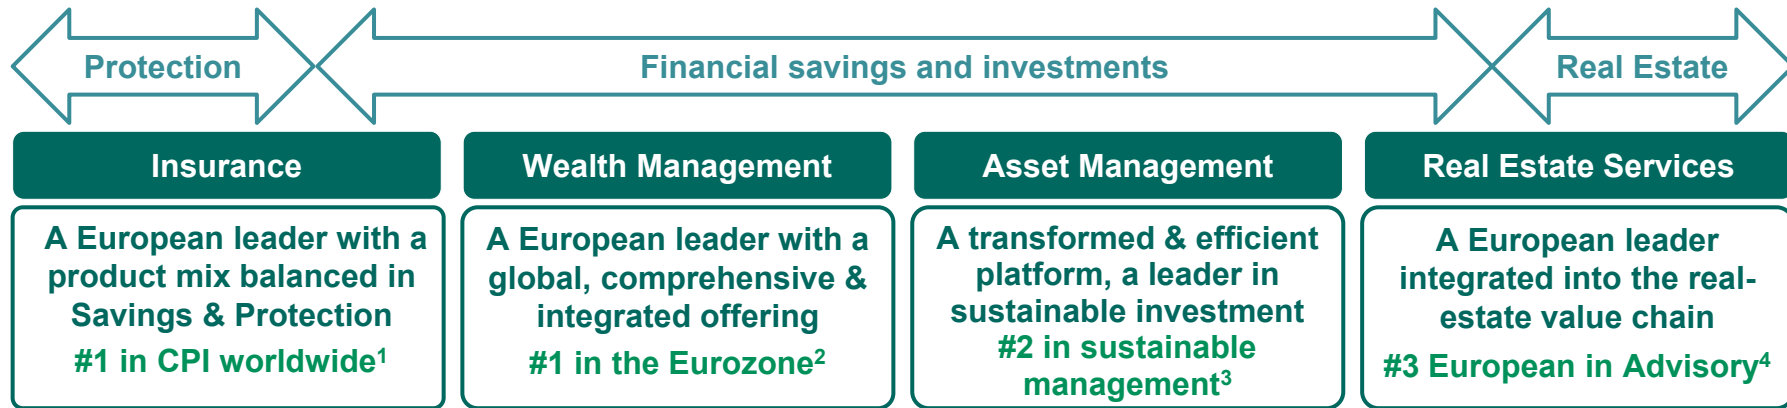 Protection
Financial savings and investments
Real Estate
Insurance
A European leader with a
product mix balanced in
Savings & Protection
#1 in CPI worldwide¹
Wealth Management
A European leader with a
global, comprehensive &
integrated offering
#1 in the Eurozone²
Asset Management
A transformed & efficient
platform, a leader in
sustainable investment
#2 in sustainable
management³
Real Estate Services
A European leader
integrated into the real-
estate value chain
#3 European in Advisory⁴